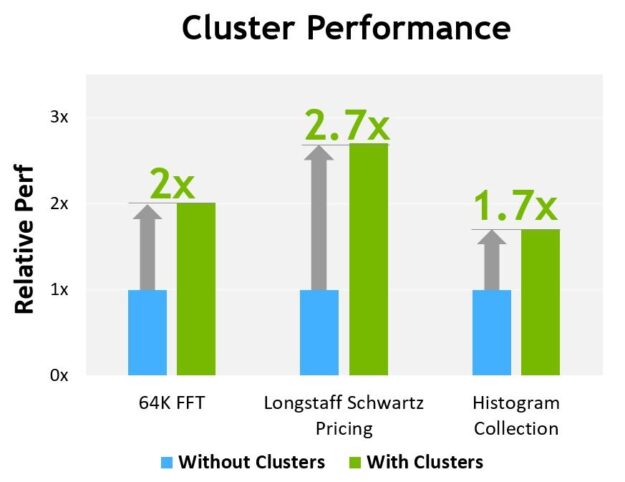 Cluster Performance
Relative Perf
3x
2x
1x
0x
2x
2.7x
1.7x
64K FFT
Longstaff Schwartz
Pricing
Histogram
Collection
Without Clusters
With Clusters